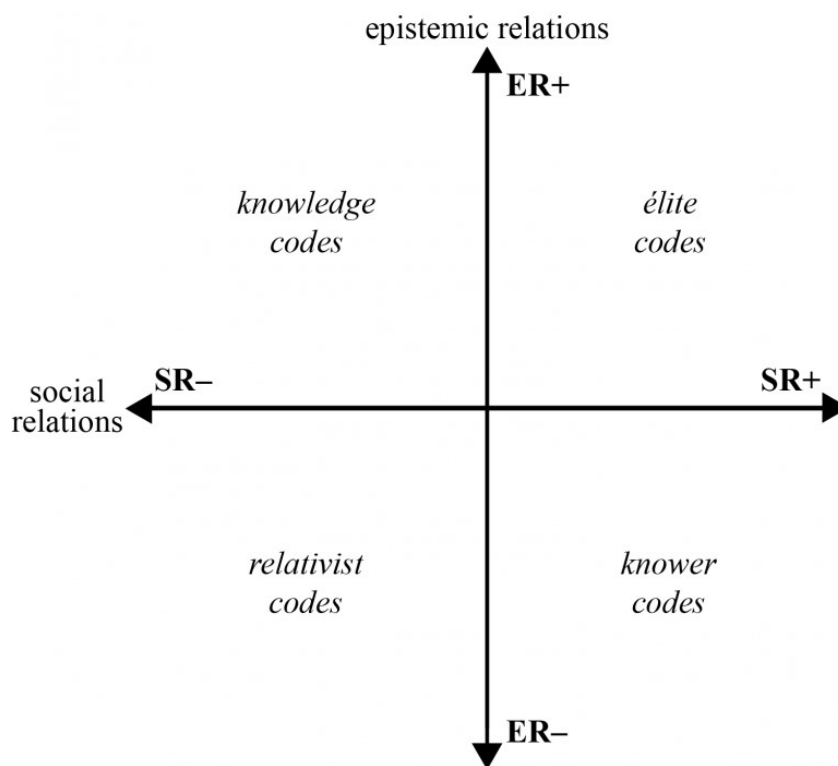 epistemic relations
ER+
knowledge
codes
élite
codes
SR–
SR+
social
relations
relativist
codes
knower
codes
ER–